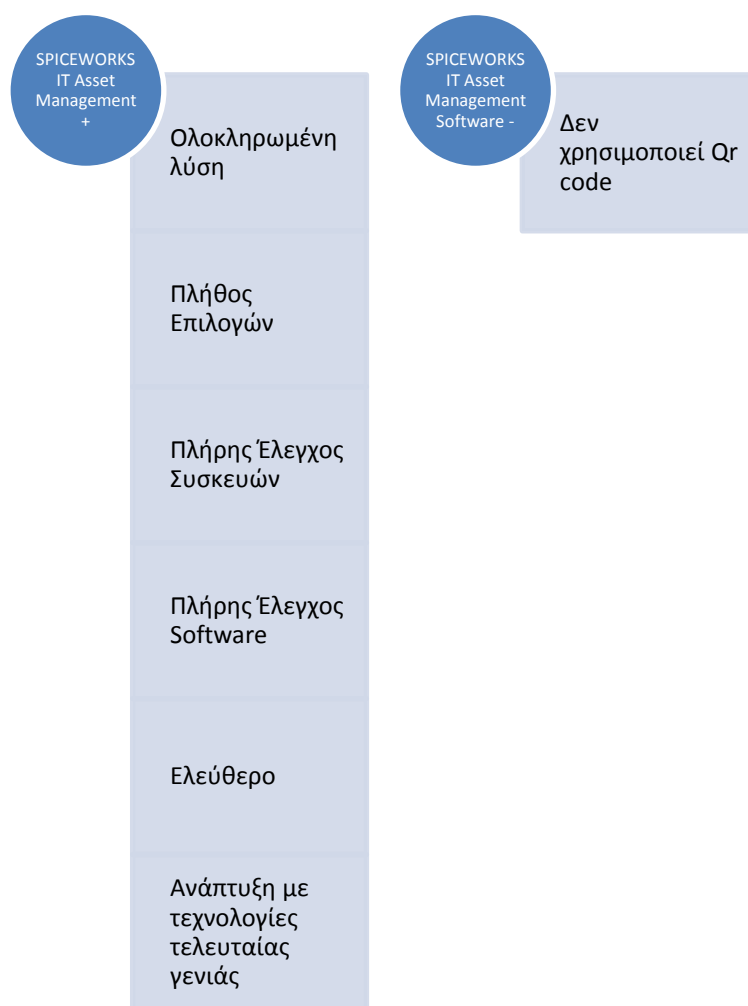 SPICEWORKS
IT Asset
Management
+
Ολοκληρωμένη
λύση
Πλήθος
Επιλογών
Πλήρης Έλεγχος
Συσκευών
Πλήρης Έλεγχος
Software
Ελεύθερο
Ανάπτυξη με
τεχνολογίες
τελευταίας
γενιάς
SPICEWORKS
IT Asset
Management
Software -
Δεν
χρησιμοποιεί Qr
code